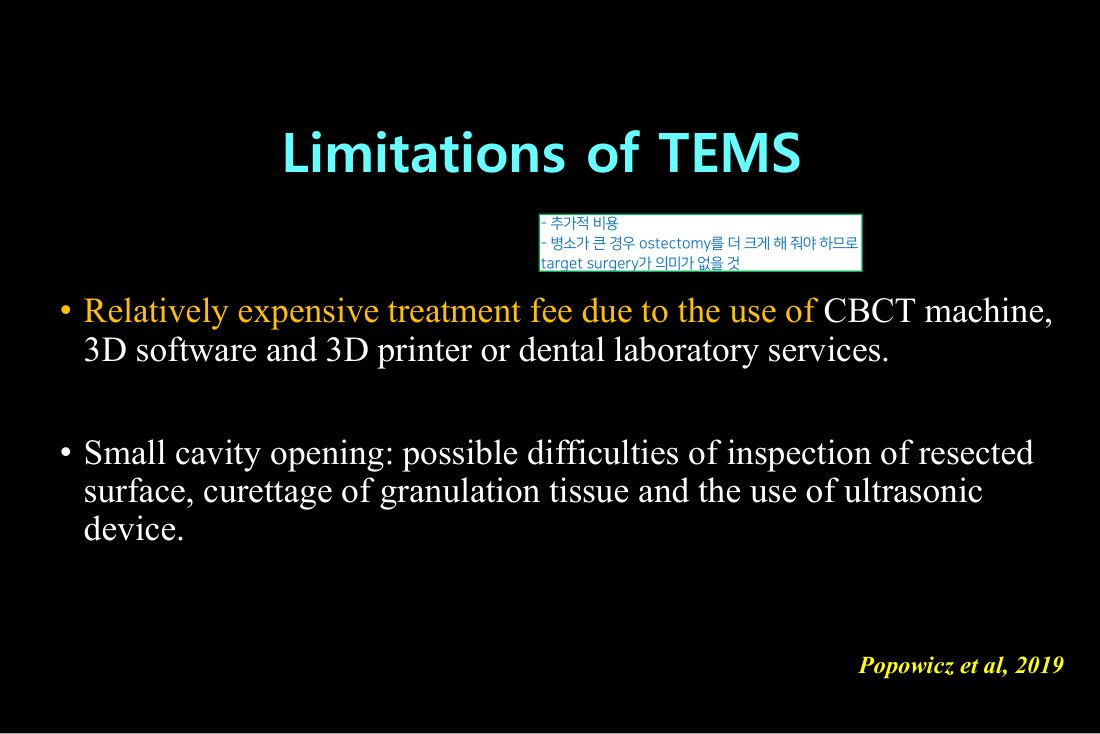 Limitations of TEMS
- 추가적 비용
- 병소가 큰 경우 ostectomy를 더 크게 해 줘야 하므로
target surgery가 의미가 없을 것
• Relatively expensive treatment fee due to the use of CBCT machine,
3D software and 3D printer or dental laboratory services.
• Small cavity opening: possible difficulties of inspection of resected
surface, curettage of granulation tissue and the use of ultrasonic
device.
Popowicz et al, 2019